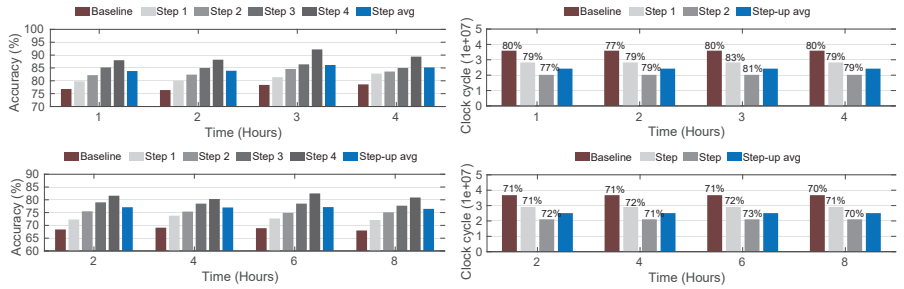 Baseline Step 1 Step 2 Step 3 Step 4 Step-up avg
Accuracy (%)
100
95
90
85
80
75
70
1 2 3 4
Time (Hours)
Baseline Step 1 Step 2 Step-up avg
Clock cycle (1e+07)
5
4
3
2
1
0
80% 79% 77% 77% 79% 79% 80% 83% 81% 80% 79% 79%
1 2 3 4
Time (Hours)
Baseline Step 1 Step 2 Step 3 Step 4 Step-up avg
Accuracy (%)
90
85
80
75
70
65
60
2 4 6 8
Time (Hours)
Baseline Step 1 Step Step-up avg
Clock cycle (1e+07)
5
4
3
2
1
0
71% 71% 72% 71% 72% 71% 71% 72% 73% 70% 71% 70%
2 4 6 8
Time (Hours)